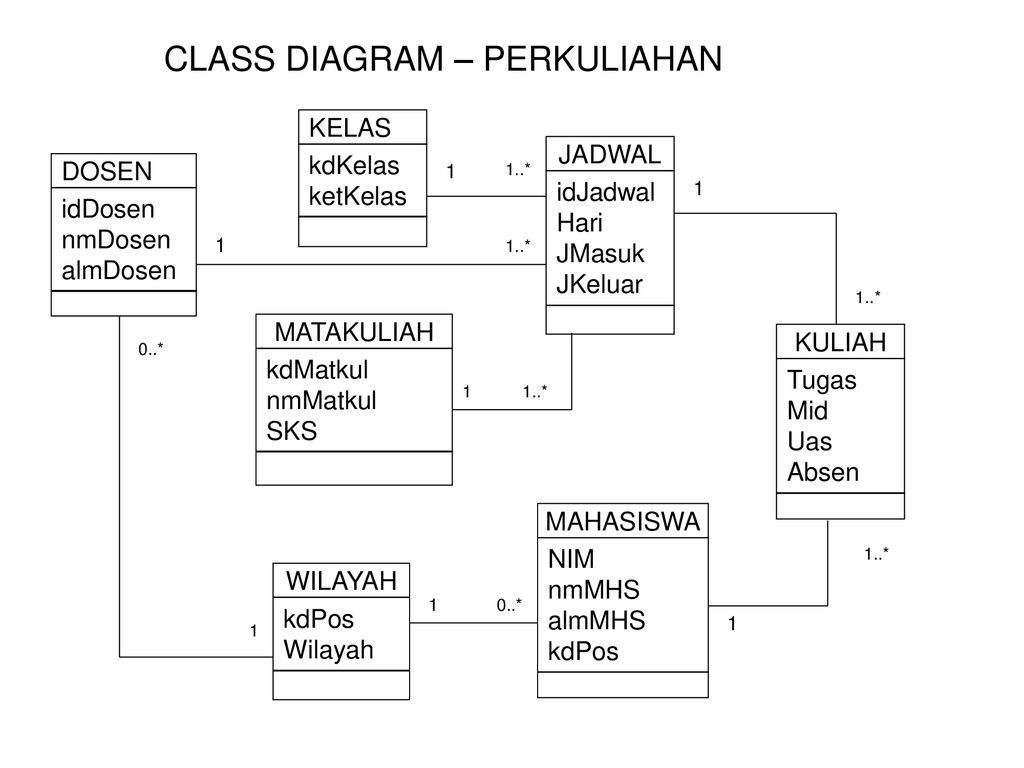 CLASS DIAGRAM – PERKULIAHAN
KELAS
kdKelas
ketKelas
1
1..*
JADWAL
idJadwal
Hari
JMasuk
JKeluar
1
DOSEN
idDosen
nmDosen
almDosen
1
1..*
1..*
0..*
MATAKULIAH
kdMatkul
nmMatkul
SKS
1
1..*
KULIAH
Tugas
Mid
Uas
Absen
1..*
MAHASISWA
NIM
nmMHS
almMHS
kdPos
1
WILAYAH
kdPos
Wilayah
1
0..*
1